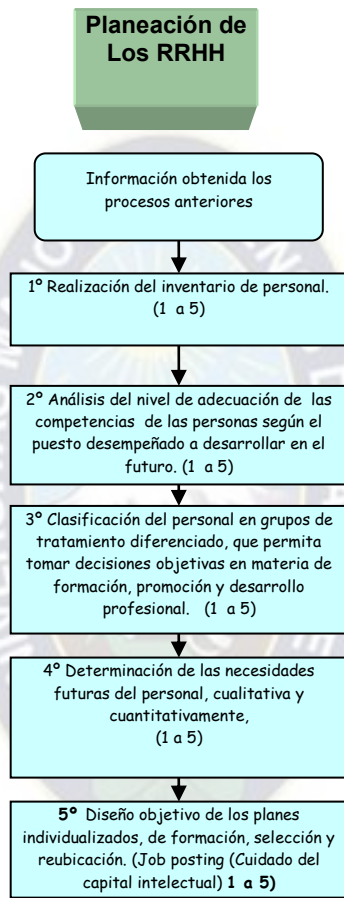 Planeación de
Los RRHH
Información obtenida los
procesos anteriores
1º Realización del inventario de personal.
(1 a 5)
2º Análisis del nivel de adecuación de las
competencias de las personas según el
puesto desempeñado a desarrollar en el
futuro. (1 a 5)
3º Clasificación del personal en grupos de
tratamiento diferenciado, que permita
tomar decisiones objetivas en materia de
formación, promoción y desarrollo
profesional. (1 a 5)
4º Determinación de las necesidades
futuras del personal, cualitativa y
cuantitativamente,
(1 a 5)
5º Diseño objetivo de los planes
individualizados, de formación, selección y
reubicación. (Job posting (Cuidado del
capital intelectual) 1 a 5)